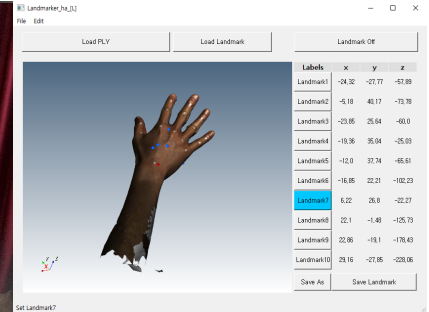 Landmarker_ha_[L]
File Edit
Load PLY Load Landmark Landmark Off
Labels x y z
Landmark1 -24,32 -27,77 -57,89
Landmark2 -5,18 40,17 -73,78
Landmark3 -23,85 25,64 -60,0
Landmark4 -19,36 35,04 -25,03
Landmark5 -12,0 37,74 -65,61
Landmark6 -16,85 22,21 -102,23
Landmark7 6,22 26,8 -22,27
Landmark8 22,1 -1,48 -125,73
Landmark9 22,86 -19,1 -178,43
Landmark10 29,16 -27,85 -228,06
Save As Save Landmark
Set Landmark7